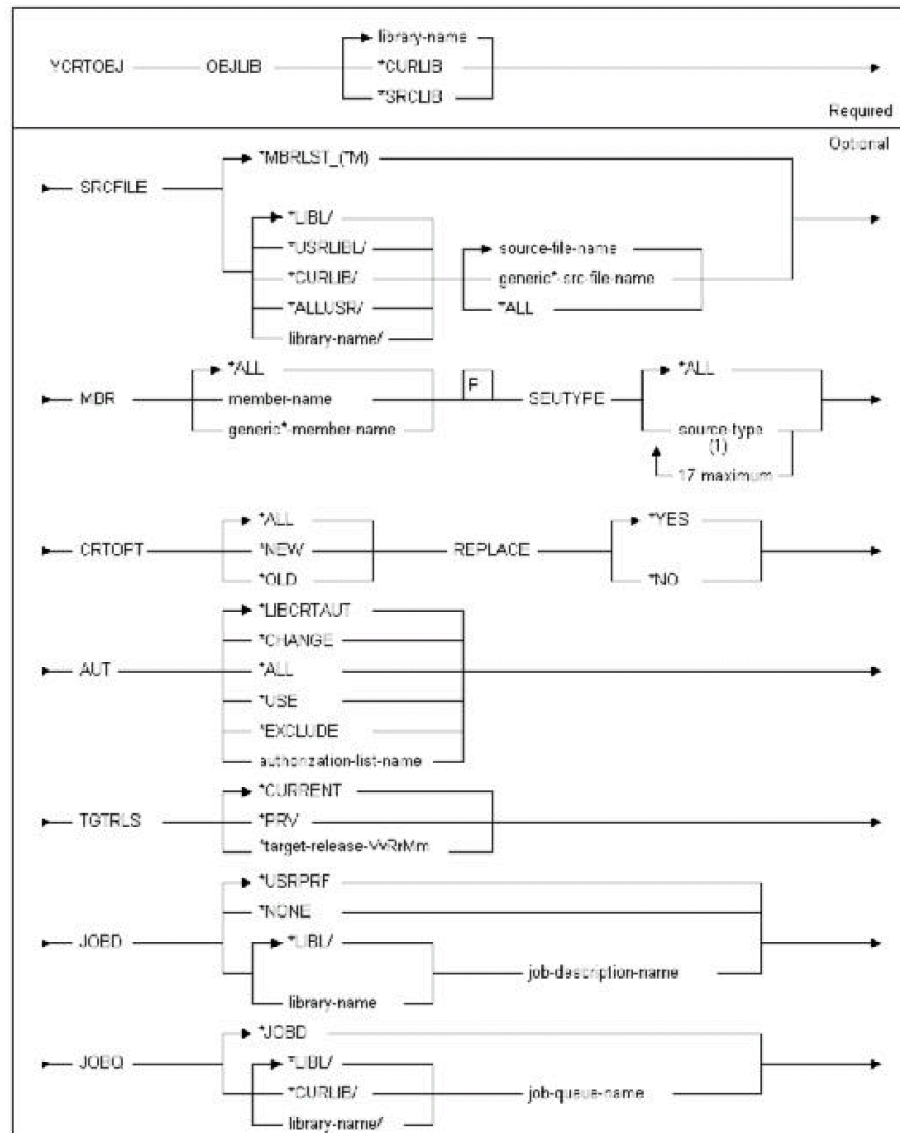 library-name
YCRTOBJ OBJLIB *CURLIB
*SRCLIB
Required
Optional
*MBRLST_(*M)
SRCFILE
*LIBL/
*USRLIBL/ source-file-name
*CURLIB/ generic*-src-file-name
*ALLUSR/ *ALL
library-name/
*ALL P *ALL
MBR member-name SEUTYPE
generic*-member-name source-type
(1)
17 maximum
*ALL *YES
CRTOPT *NEW REPLACE
*OLD *NO
*LIBCRTAUT
*CHANGE
AUT *ALL
*USE
*EXCLUDE
authorization-list-name
*CURRENT
TGTRLS *PRV
*target-release-VvRrMm
*USRPRF
*NONE
JOBD *LIBL/
job-description-name
library-name
*JOBD
JOBQ *LIBL/
*CURLIB/ job-queue-name
library-name/